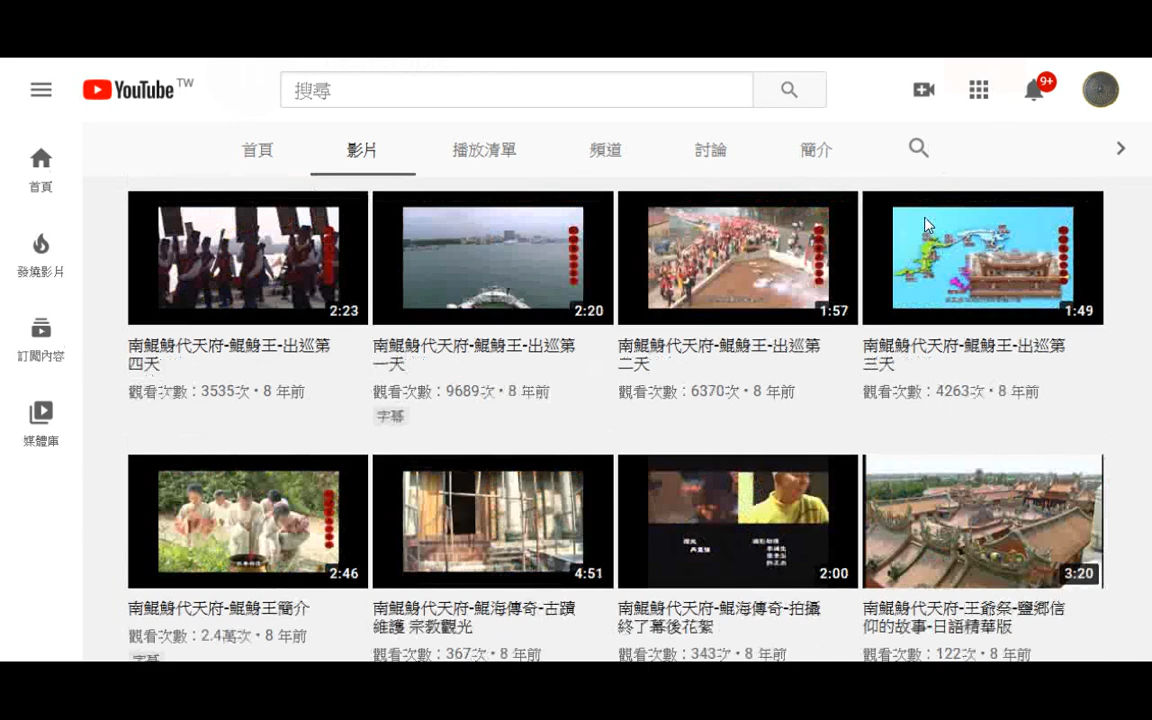 YouTube TW
搜尋
9+
首頁
影片
播放清單
頻道
討論
簡介
首頁
發燒影片
訂閱內容
媒體庫
2:23
2:20
1:57
1:49
南鯤鯓代天府-鯤鯓王-出巡第
四天
觀看次數：3535次 • 8 年前
南鯤鯓代天府-鯤鯓王-出巡第
一天
觀看次數：9689次 • 8 年前
字幕
南鯤鯓代天府-鯤鯓王-出巡第
二天
觀看次數：6370次 • 8 年前
南鯤鯓代天府-鯤鯓王-出巡第
三天
觀看次數：4263次 • 8 年前
2:46
4:51
2:00
3:20
南鯤鯓代天府-鯤鯓王簡介
觀看次數：2.4萬次 • 8 年前
字幕
南鯤鯓代天府-鯤海傳奇-古蹟
維護 宗教觀光
觀看次數：367次 • 8 年前
南鯤鯓代天府-鯤海傳奇-拍攝
終了幕後花絮
觀看次數：343次 • 8 年前
南鯤鯓代天府-王爺祭-鹽鄉信
仰的故事-日語精華版
觀看次數：122次 • 8 年前